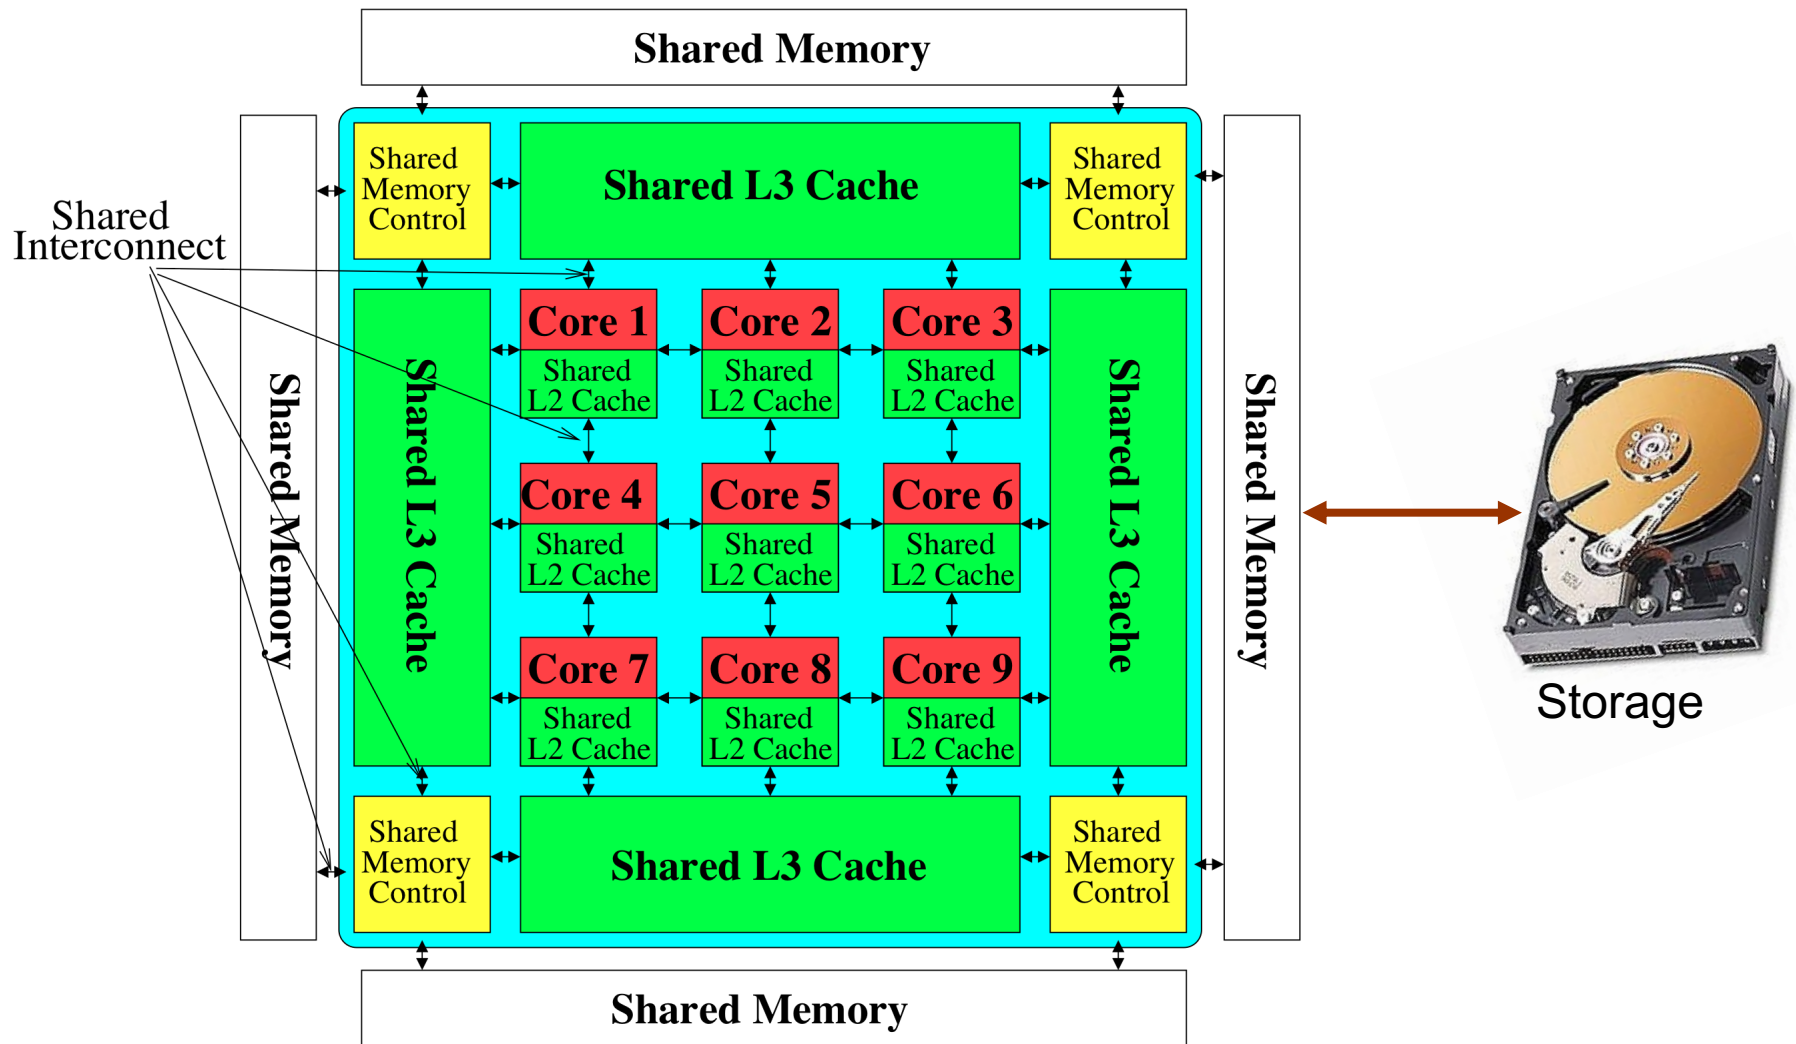 Shared Memory
Shared
Memory
Control
Shared L3 Cache
Shared
Memory
Control
Shared
Interconnect
Shared Memory
Shared L3 Cache
Core 1
Shared
L2 Cache
Core 2
Shared
L2 Cache
Core 3
Shared
L2 Cache
Core 4
Shared
L2 Cache
Core 5
Shared
L2 Cache
Core 6
Shared
L2 Cache
Core 7
Shared
L2 Cache
Core 8
Shared
L2 Cache
Core 9
Shared
L2 Cache
Shared L3 Cache
Shared Memory
Storage
Shared
Memory
Control
Shared L3 Cache
Shared
Memory
Control
Shared Memory